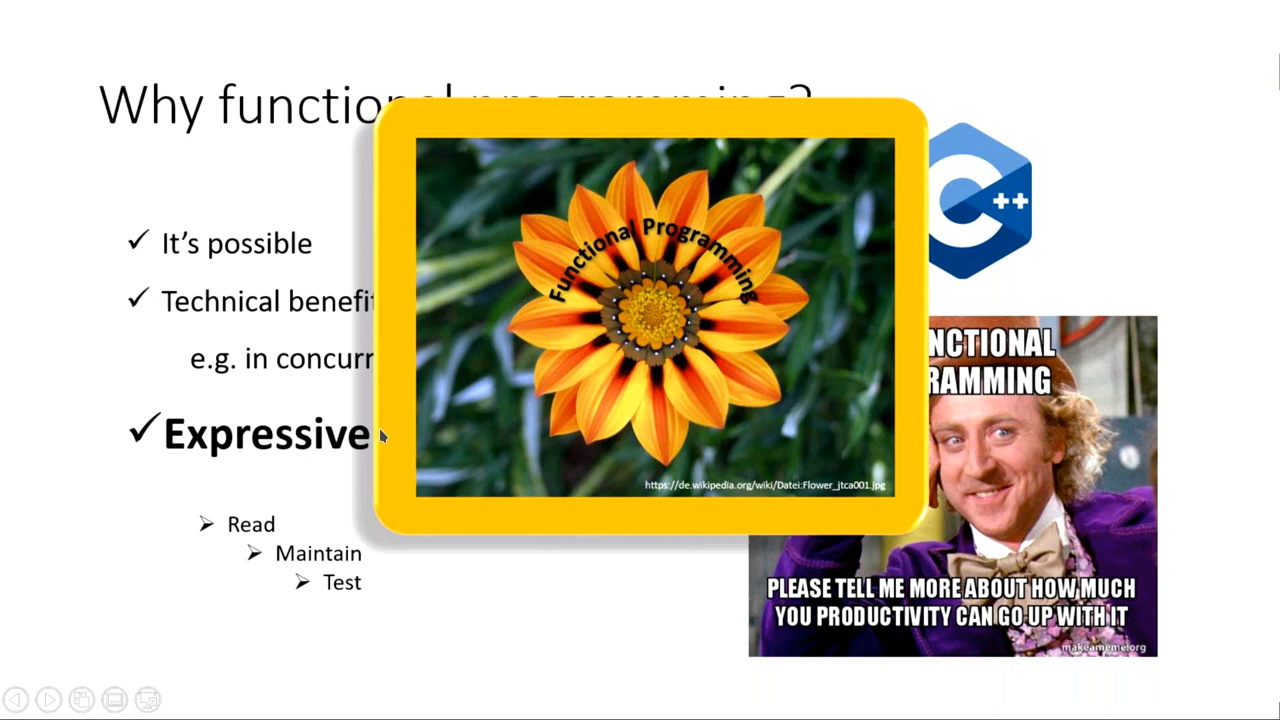 Why functional programming?
It's possible
Technical benefit
e.g. in concurr
Expressive
Read
Maintain
Test
Functional Programming
https://de.wikipedia.org/wiki/Datei:Flower_jtca001.jpg
C++
NCTIONAL
RAMMING
PLEASE TELL ME MORE ABOUT HOW MUCH
YOU PRODUCTIVITY CAN GO UP WITH IT
makeameme.org